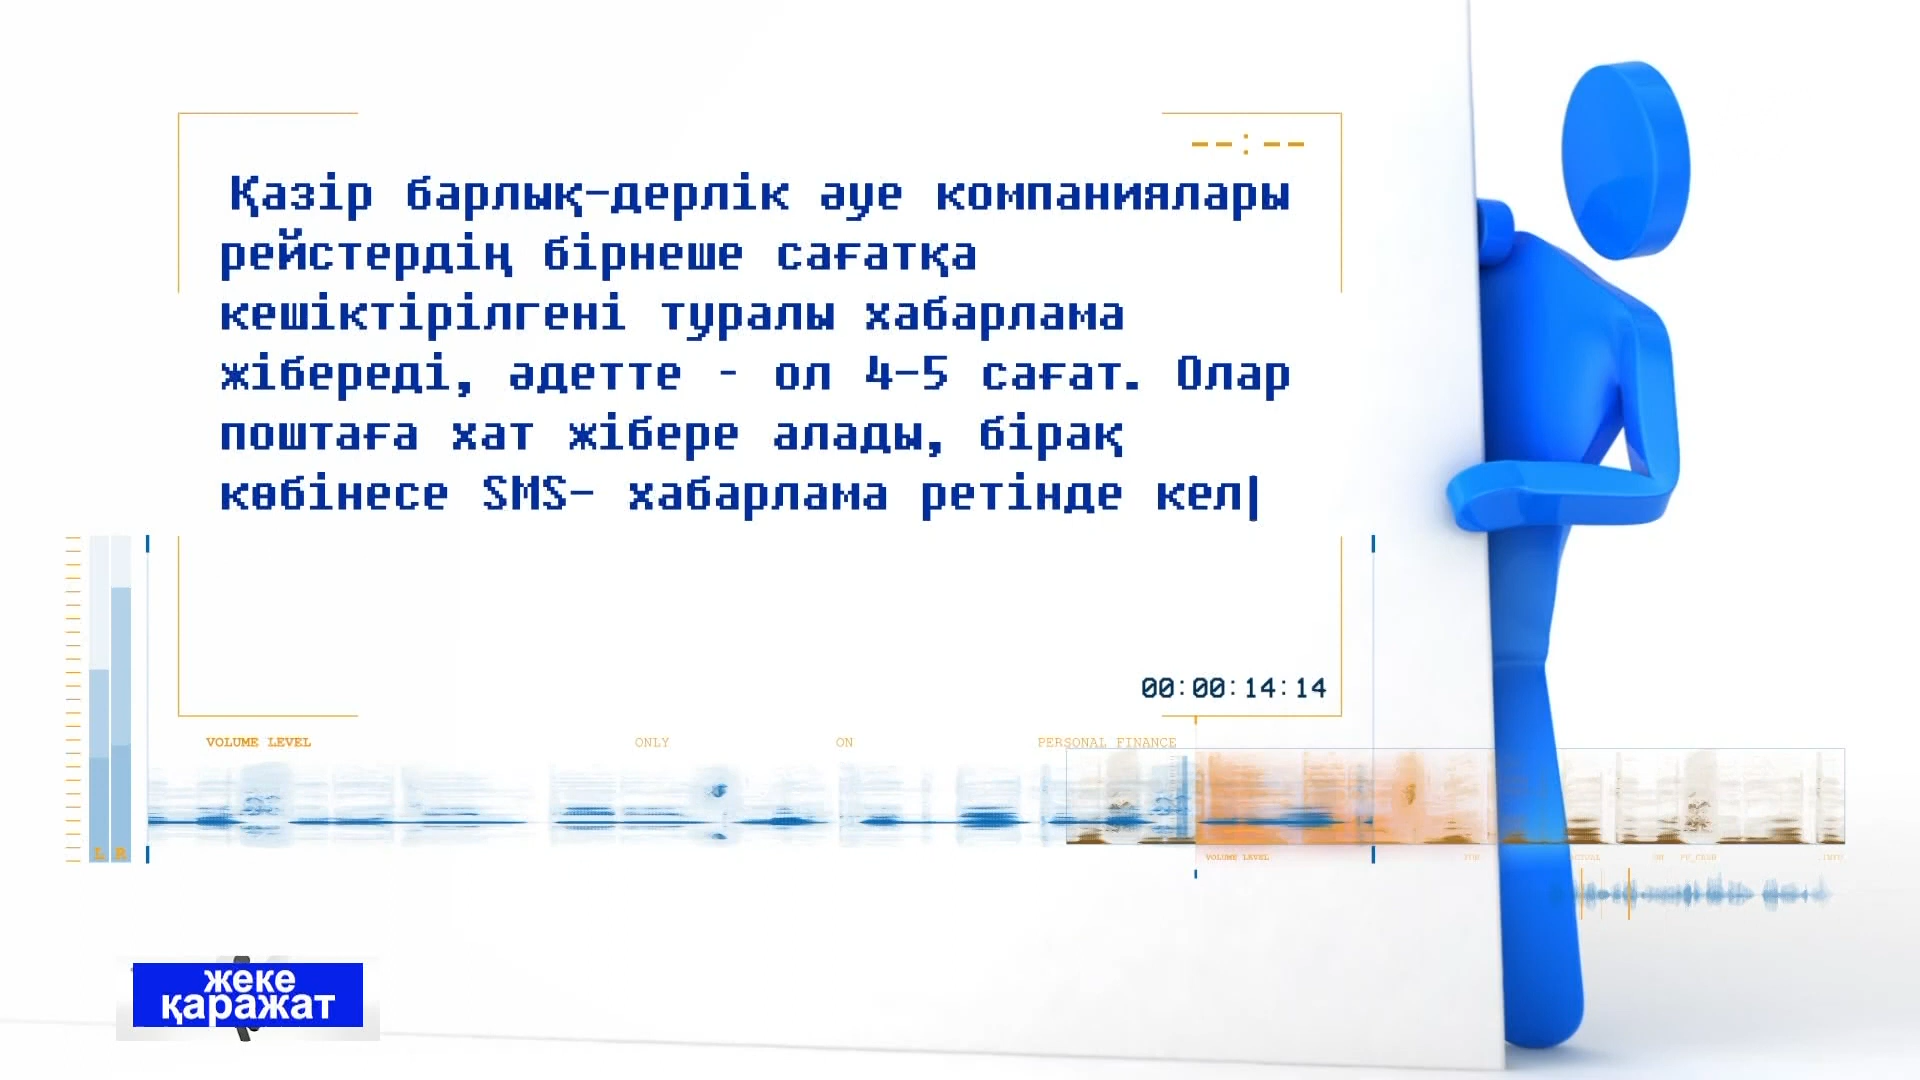 --:--
Қазір барлық-дерлік әуе компаниялары
рейстердің бірнеше сағатқа
кешіктірілгені туралы хабарлама
жібереді, әдетте - ол 4-5 сағат. Олар
поштаға хат жібере алады, бірақ
көбінесе SMS- хабарлама ретінде кел|
00:00:14:14
VOLUME LEVEL ONLY ON PERSONAL FINANCE
L R
VOLUME LEVEL
жеке
қаражат